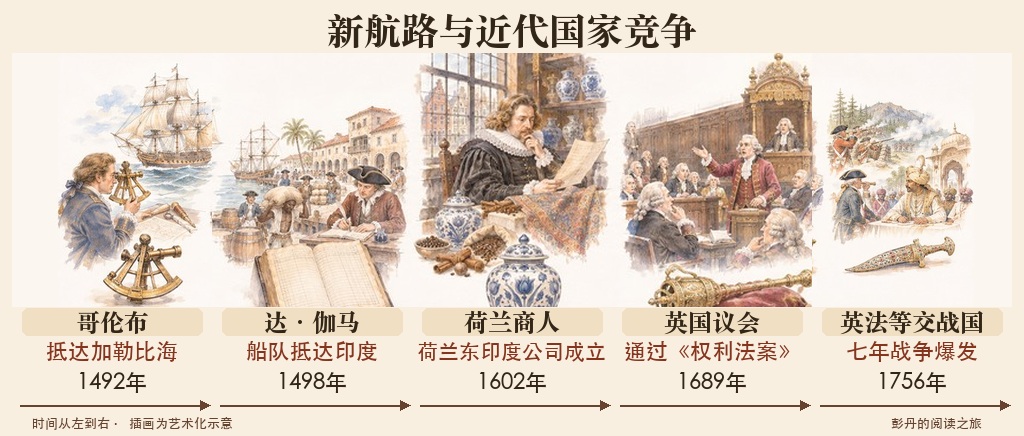 新航路与近代国家竞争
哥伦布
抵达加勒比海
1492年
达·伽马
船队抵达印度
1498年
荷兰商人
荷兰东印度公司成立
1602年
英国议会
通过《权利法案》
1689年
英法等交战国
七年战争爆发
1756年
时间从左到右· 插画为艺术化示意
彭丹的阅读之旅